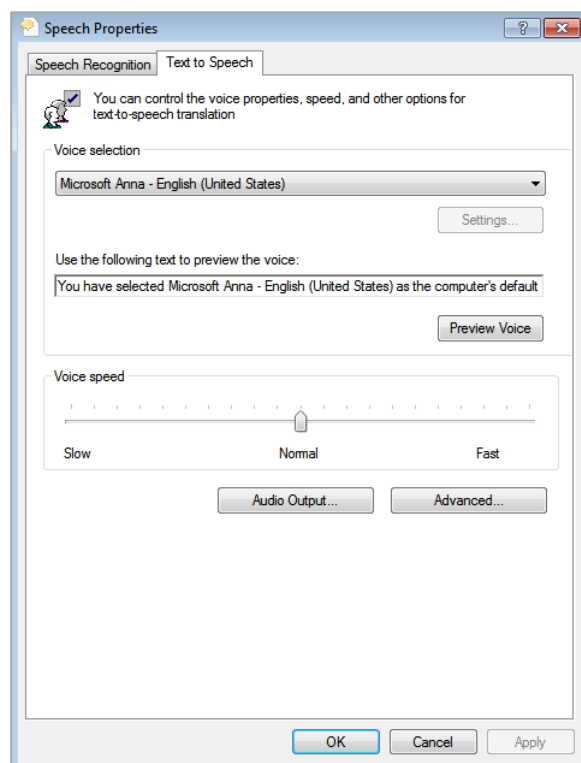 Speech Properties
Speech Recognition
Text to Speech
You can control the voice properties, speed, and other options for
text-to-speech translation
Voice selection
Microsoft Anna - English (United States)
Settings...
Use the following text to preview the voice:
You have selected Microsoft Anna - English (United States) as the computer's default
Preview Voice
Voice speed
Slow
Normal
Fast
Audio Output...
Advanced...
OK
Cancel
Apply